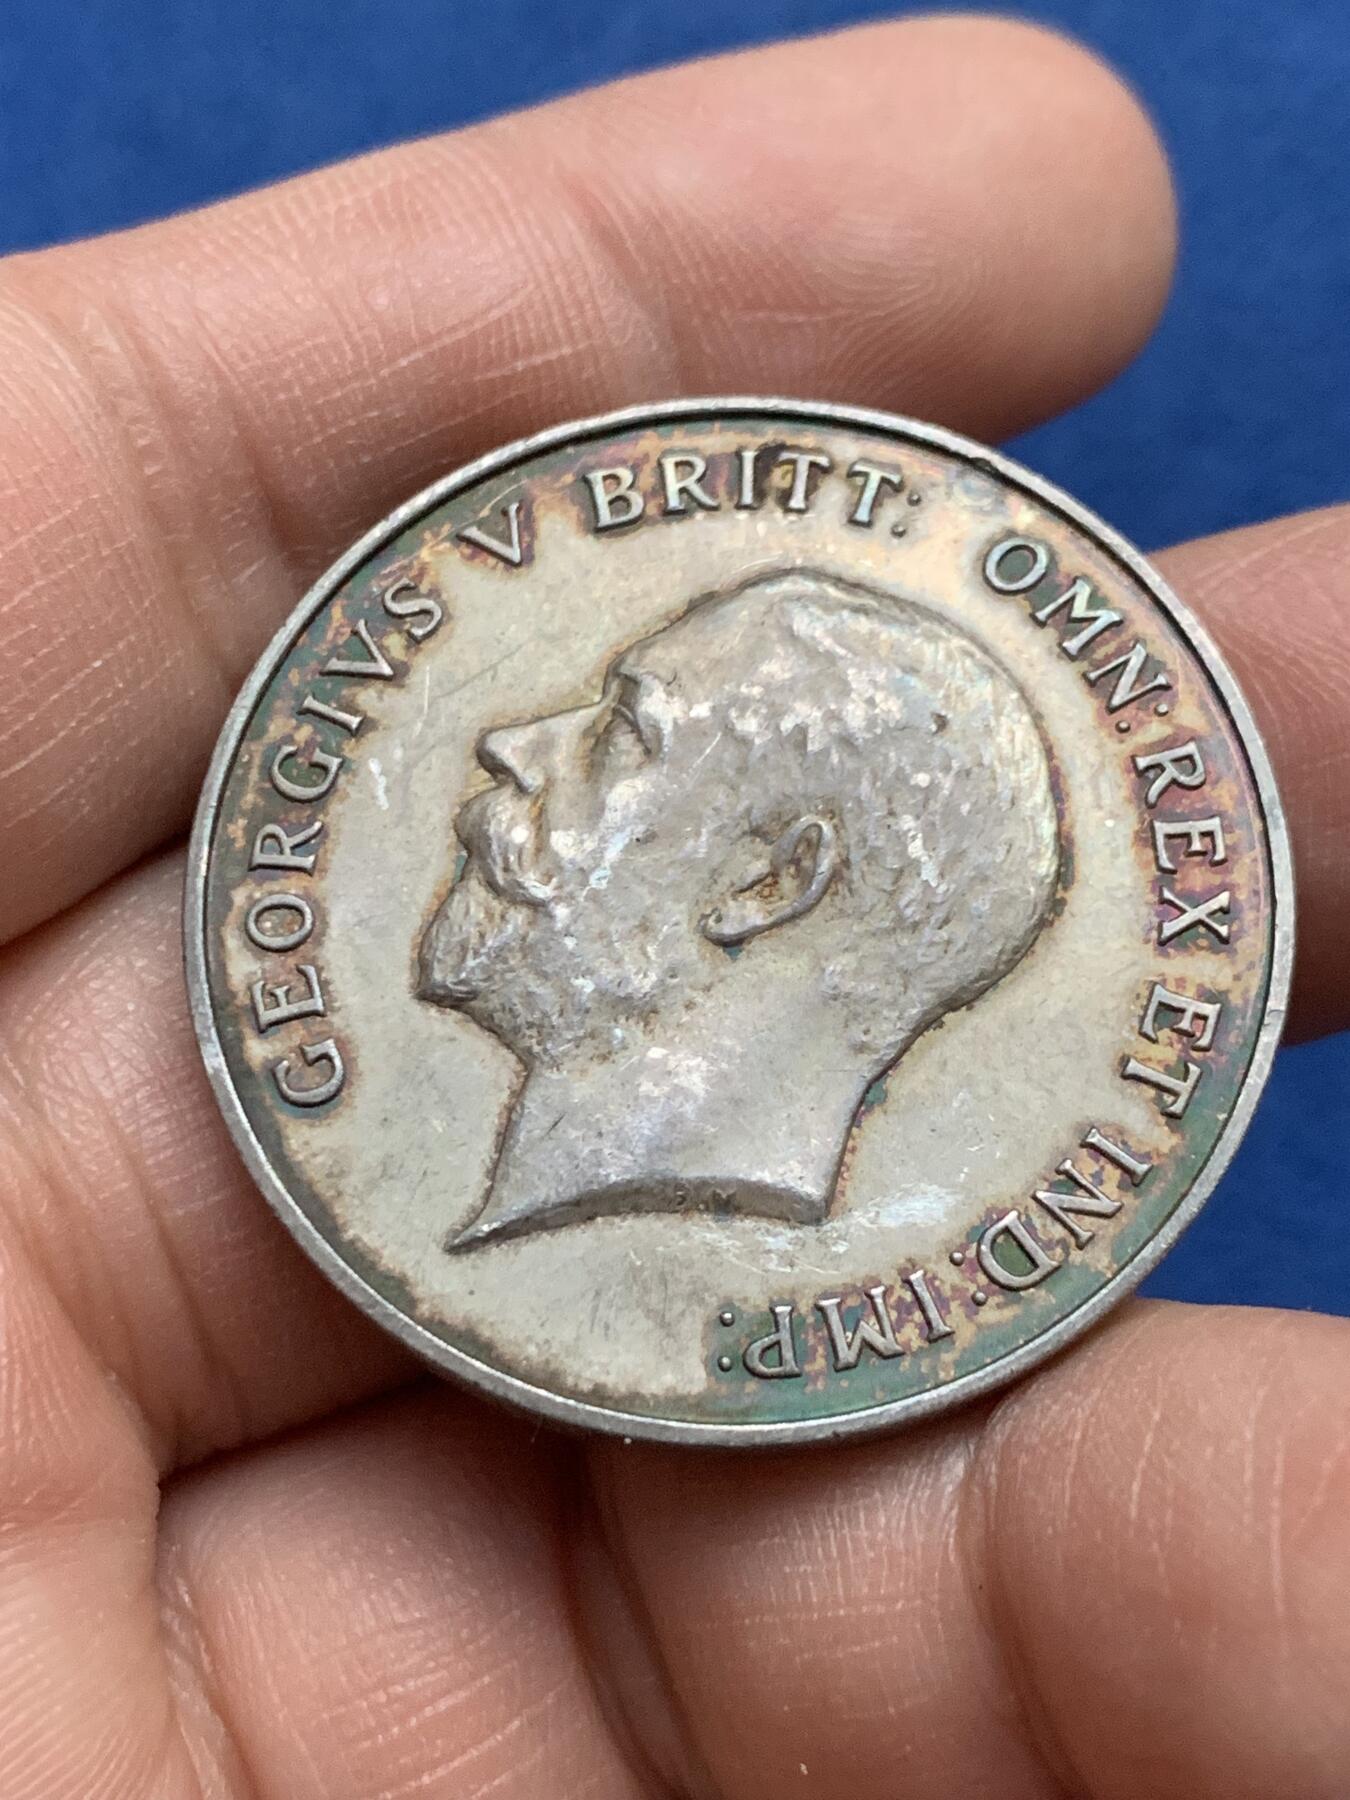 GEORGIVS V BRITT: OMN: REX ET IND: IMP:
B.M